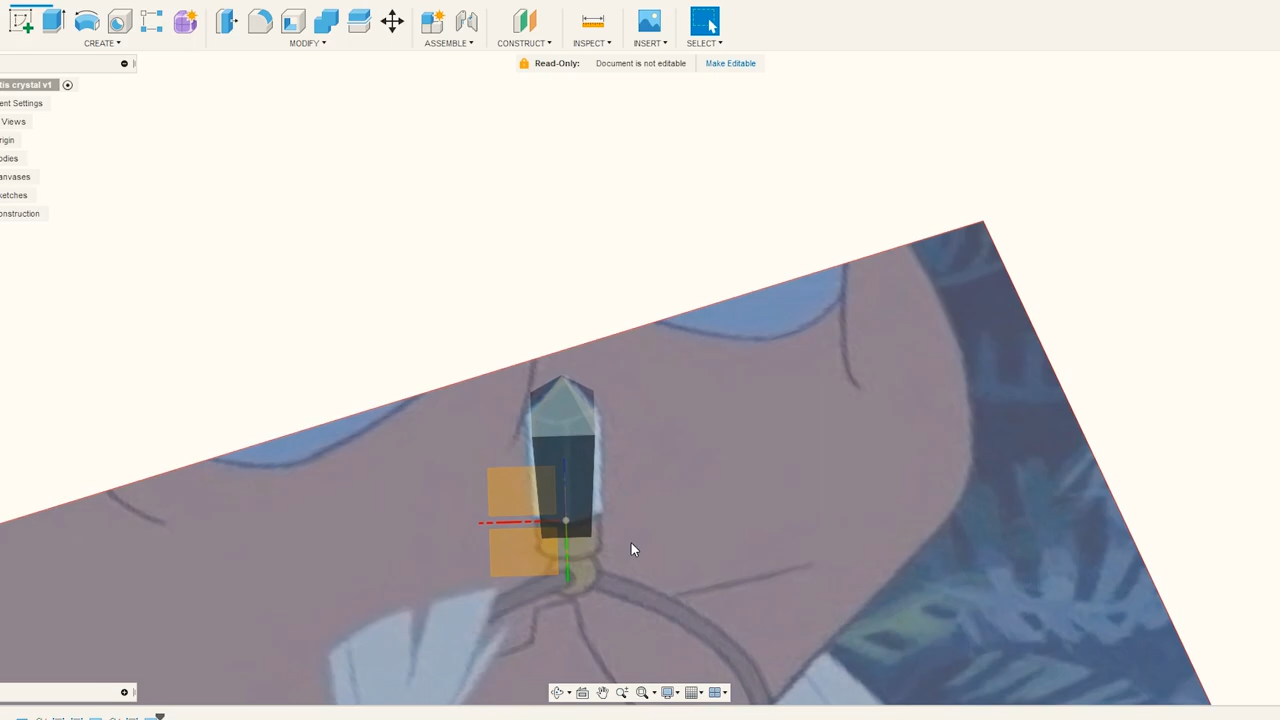 CREATE
MODIFY
ASSEMBLE
CONSTRUCT
INSPECT
INSERT
SELECT
Read-Only: Document is not editable Make Editable
tis crystal v1
ent Settings
Views
rigin
odies
anvases
ketches
onstruction